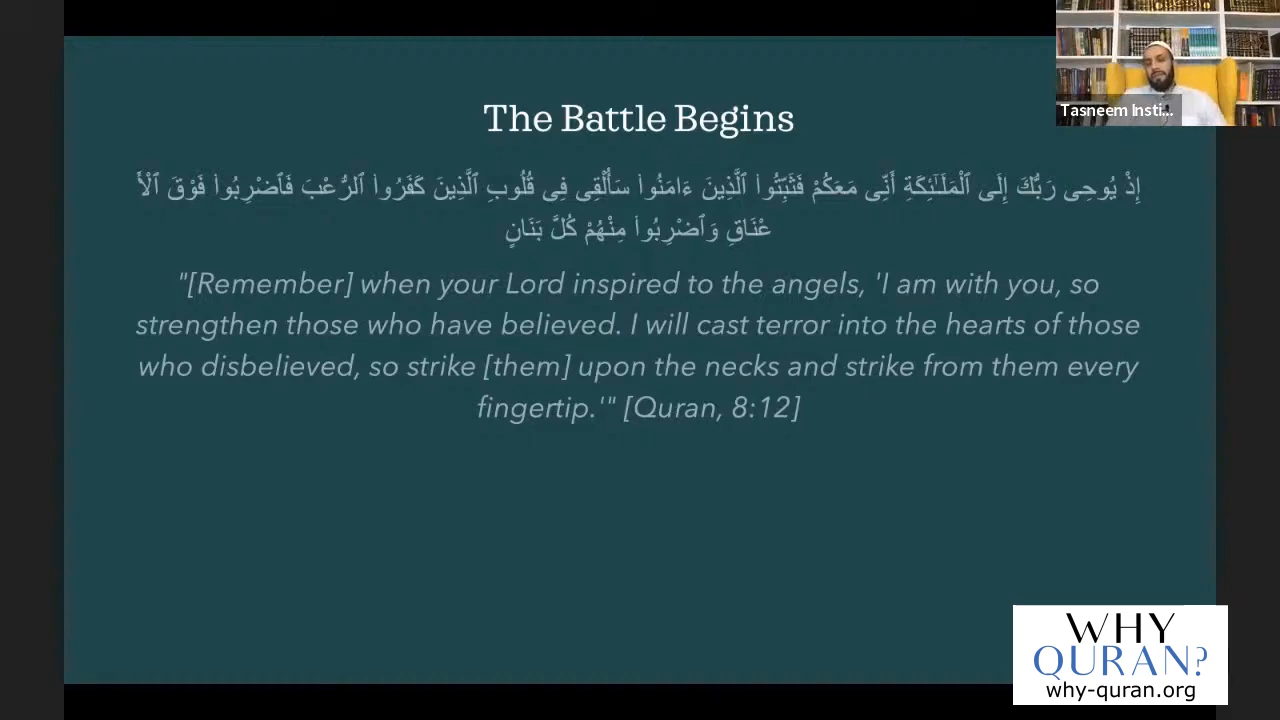 Tasneem Insti...
The Battle Begins
إِذْ يُوحِى رَبُّكَ إِلَى ٱلْمَلَـٰٓئِكَةِ أَنِّى مَعَكُمْ فَثَبِّتُوا۟ ٱلَّذِينَ ءَامَنُوا۟ سَأُلْقِى فِى قُلُوبِ ٱلَّذِينَ كَفَرُوا۟ ٱلرُّعْبَ فَٱضْرِبُوا۟ فَوْقَ ٱلْأَ
عْنَاقِ وَٱضْرِبُوا۟ مِنْهُمْ كُلَّ بَنَانٍ
"[Remember] when your Lord inspired to the angels, 'I am with you, so
strengthen those who have believed. I will cast terror into the hearts of those
who disbelieved, so strike [them] upon the necks and strike from them every
fingertip.'" [Quran, 8:12]
WHY
QURAN?
why-quran.org